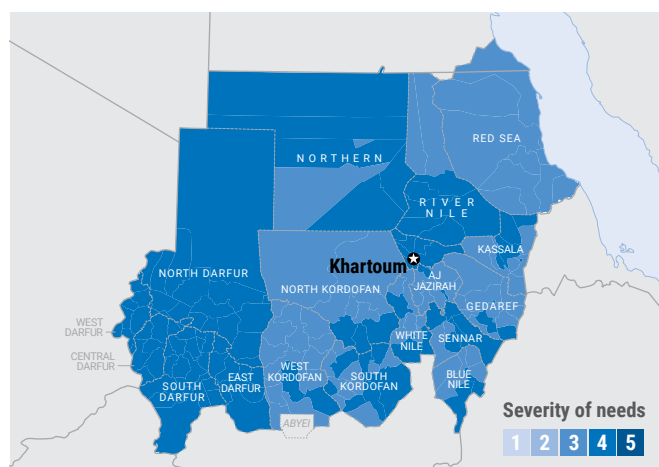 RED SEA
NORTHERN
RIVER
NILE
KASSALA
Khartoum
NORTH DARFUR
NORTH KORDOFAN
AJ
JAZIRAH
GEDAREF
WEST
DARFUR
CENTRAL
DARFUR
WHITE
NILE
SENNAR
WEST
KORDOFAN
SOUTH
KORDOFAN
EAST
DARFUR
SOUTH
DARFUR
BLUE
NILE
ABYEI
Severity of needs
1 2 3 4 5